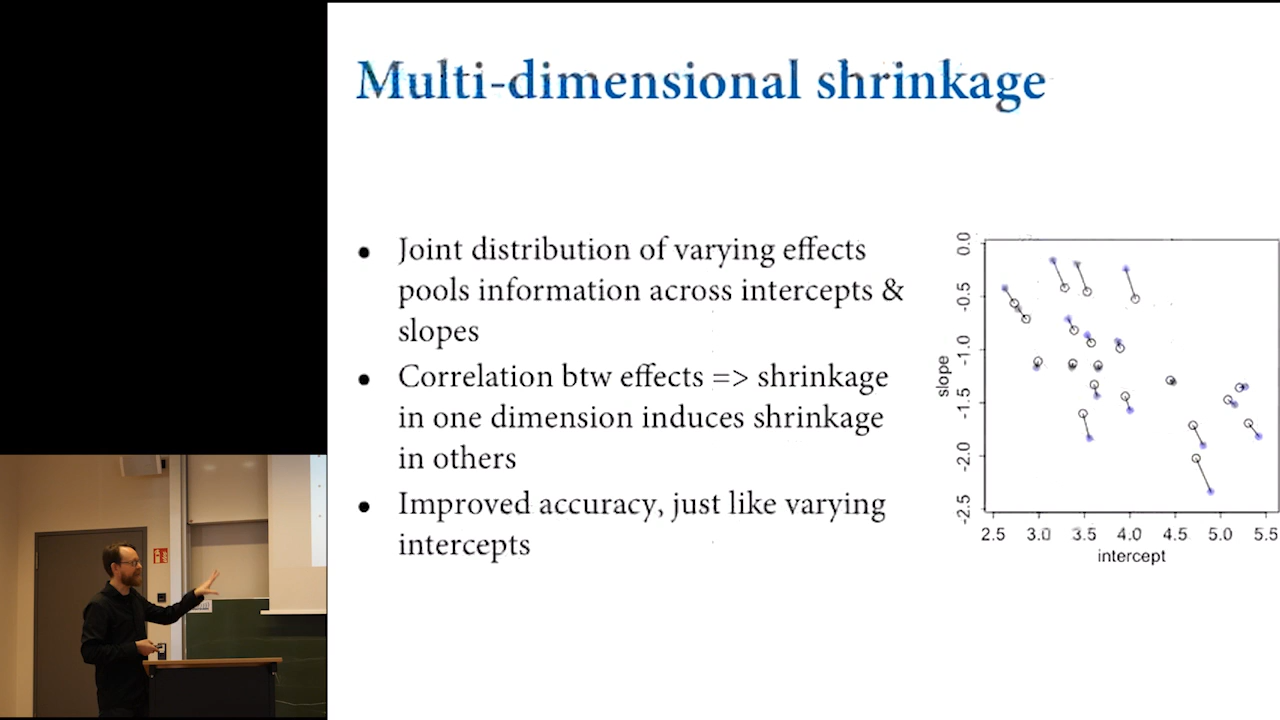 Multi-dimensional shrinkage
• Joint distribution of varying effects
pools information across intercepts &
slopes
• Correlation btw effects => shrinkage
in one dimension induces shrinkage
in others
• Improved accuracy, just like varying
intercepts
slope
0.0
-0.5
-1.0
-1.5
-2.0
-2.5
2.5 3.0 3.5 4.0 4.5 5.0 5.5
intercept